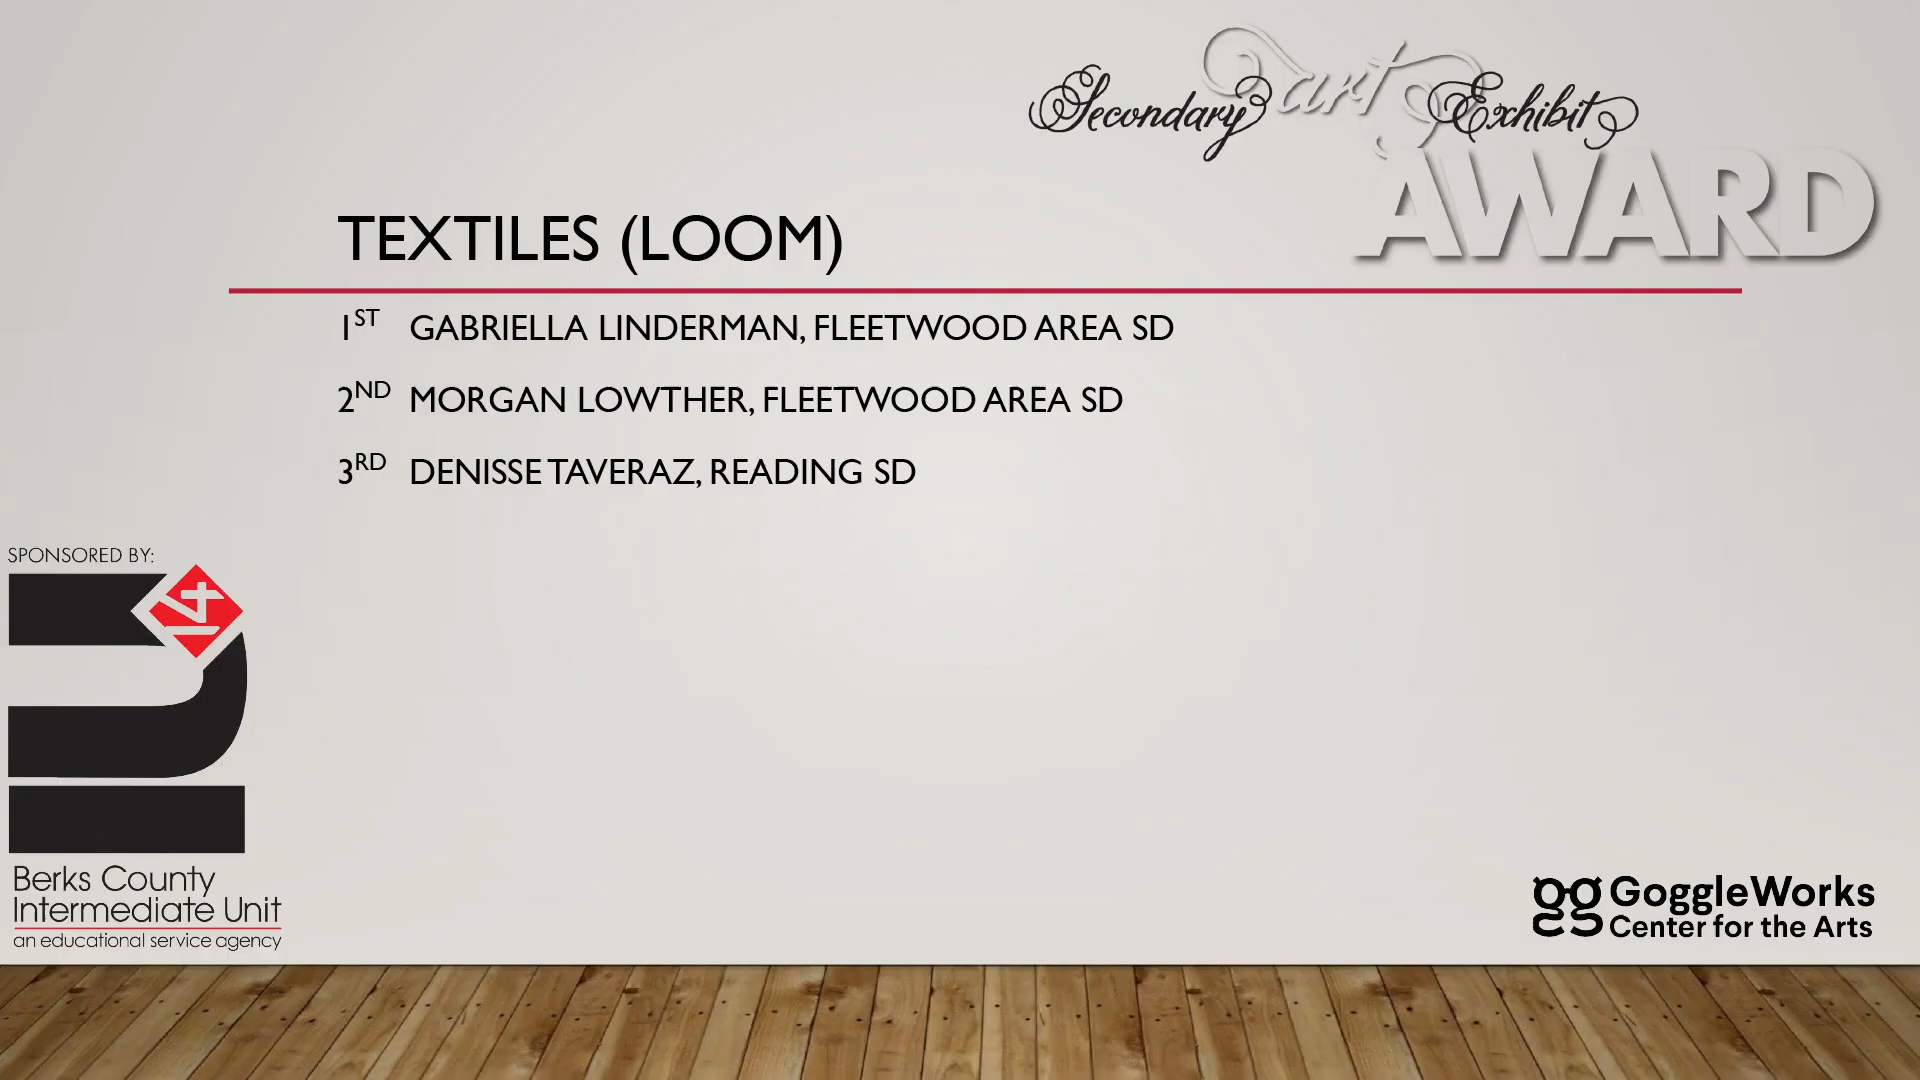 Secondary art Exhibit
AWARD
TEXTILES (LOOM)
1ST GABRIELLA LINDERMAN, FLEETWOOD AREA SD
2ND MORGAN LOWTHER, FLEETWOOD AREA SD
3RD DENISSE TAVERAZ, READING SD
SPONSORED BY:
Berks County
Intermediate Unit
an educational service agency
gg GoggleWorks
Center for the Arts